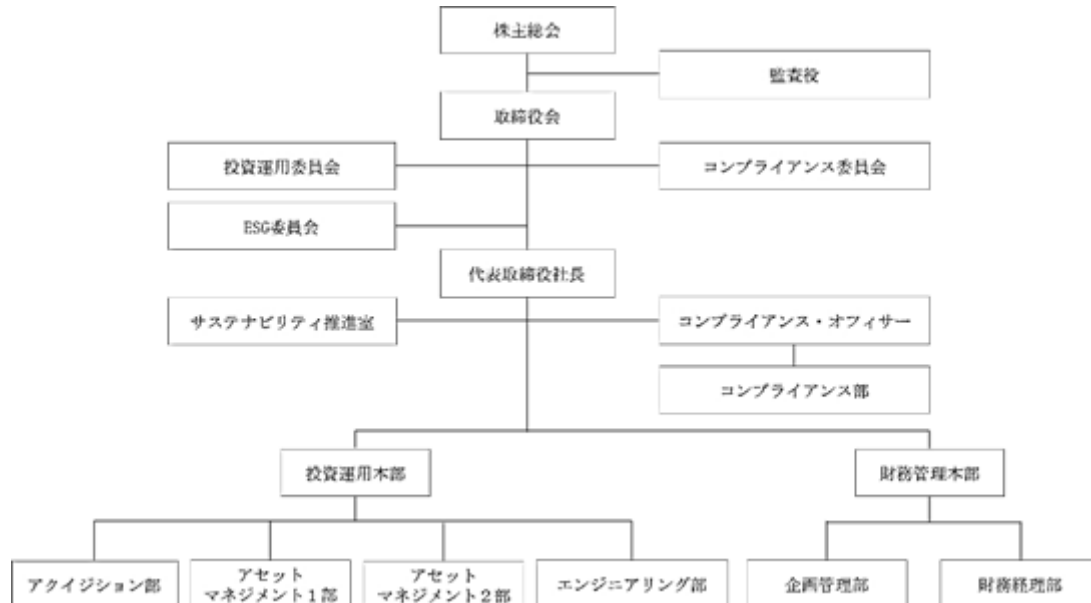 株主総会
監査役
取締役会
投資運用委員会
コンプライアンス委員会
ESG委員会
代表取締役社長
サステナビリティ推進室
コンプライアンス・オフィサー
コンプライアンス部
投資運用本部
財務管理本部
アクイジション部
アセット
マネジメント1部
アセット
マネジメント2部
エンジニアリング部
企画管理部
財務経理部